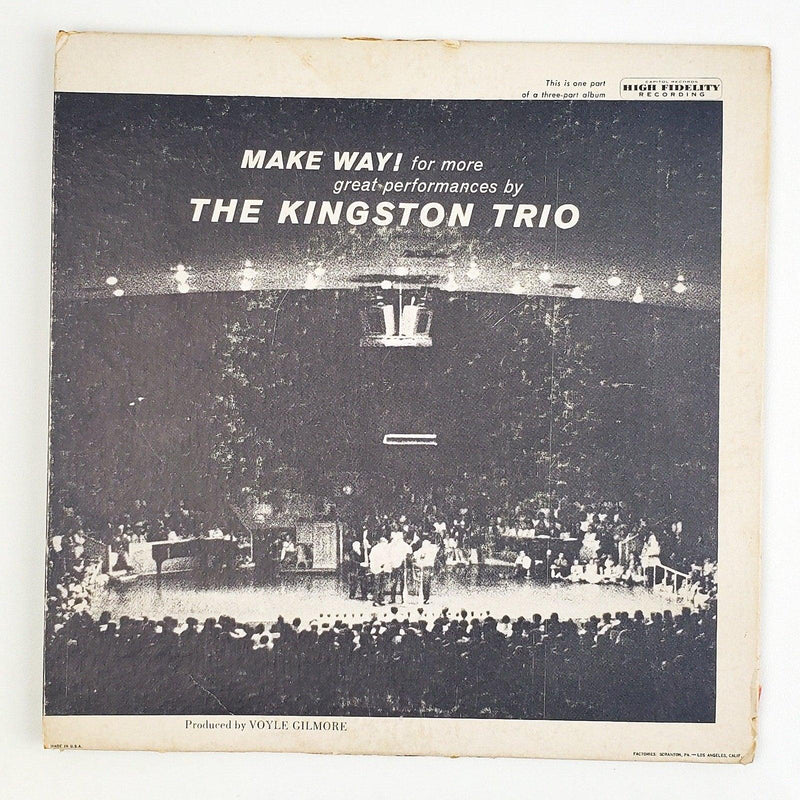 This is one part
of a three-part album
CAPITOL RECORDS
HIGH FIDELITY
RECORDING
MAKE WAY! for more
great performances by
THE KINGSTON TRIO
Produced by VOYLE GILMORE
MADE IN U.S.A.
FACTORIES: SCRANTON, PA. — LOS ANGELES, CALIF.